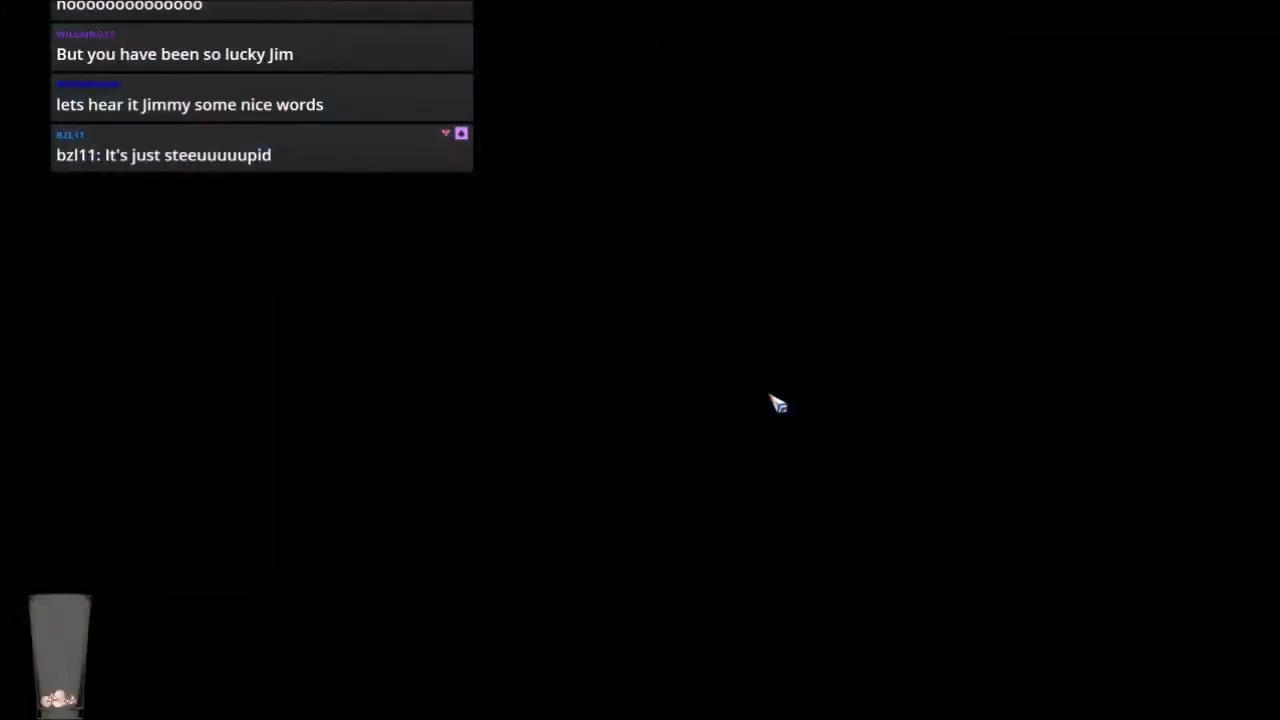 nooooooooooooooo
But you have been so lucky Jim
lets hear it Jimmy some nice words
BZL11
bzl11: It's just steeuuuuupid